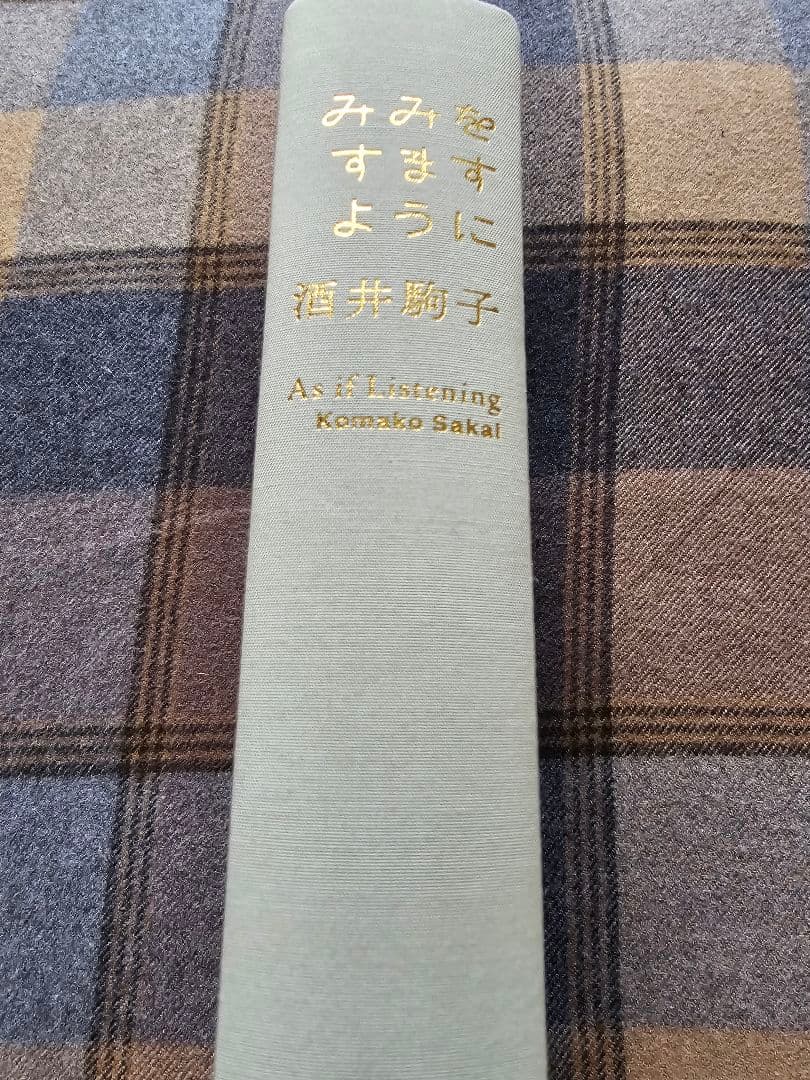 みみを
すます
ように
酒井駒子
As if Listening
Komako Sakai